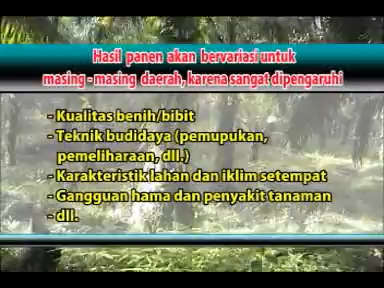 Hasil panen akan bervariasi untuk
masing - masing daerah, karena sangat dipengaruhi
- Kualitas benih/bibit
- Teknik budidaya (pemupukan,
pemeliharaan, dll.)
- Karakteristik lahan dan iklim setempat
- Gangguan hama dan penyakit tanaman
- dll.